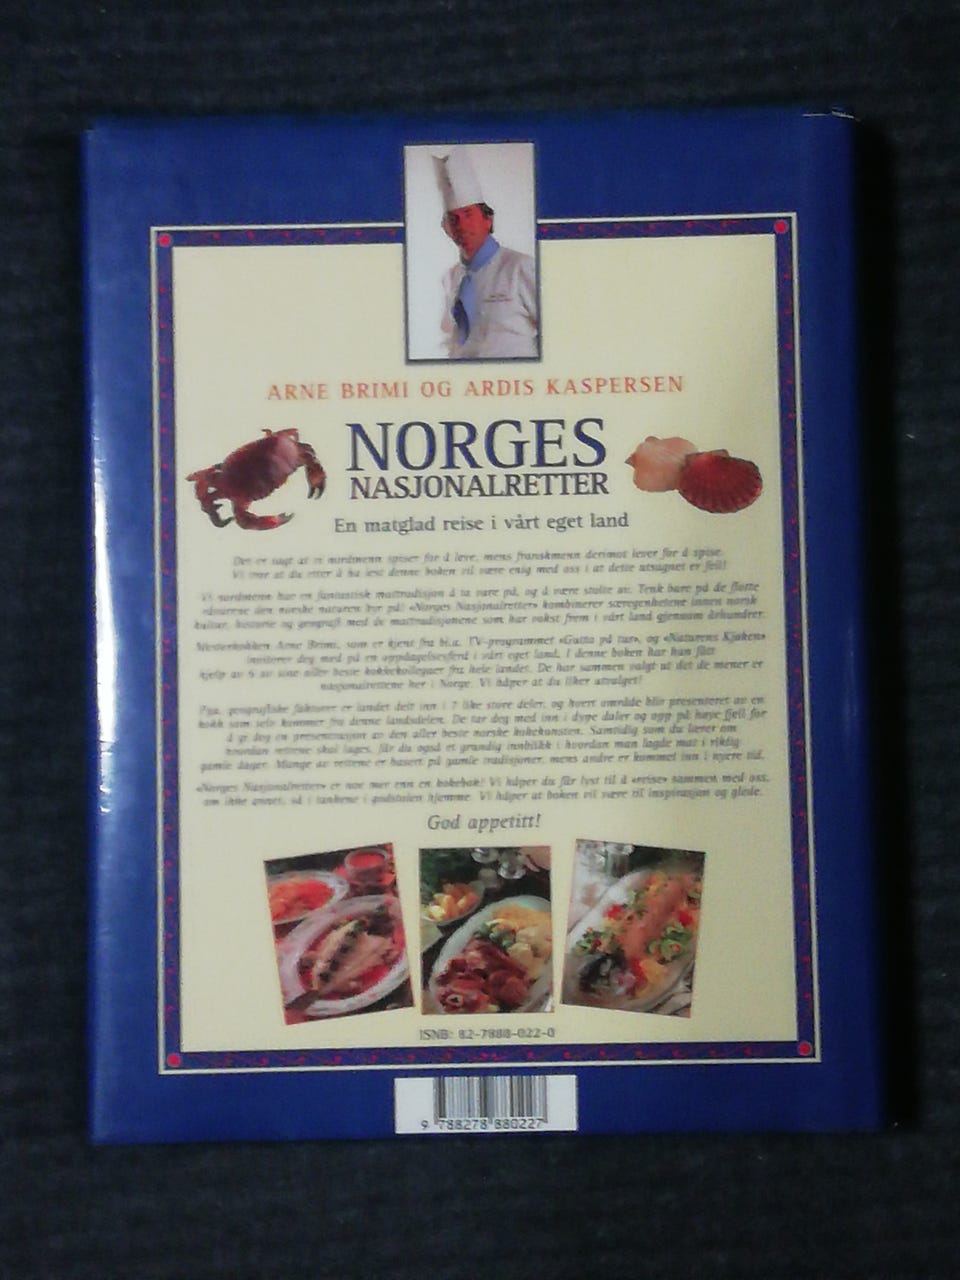 ARNE BRIMI OG ARDIS KASPERSEN
NORGES
NASJONALRETTER
En matglad reise i vårt eget land
Det er sagt at vi nordmenn spiser for å leve, mens franskmenn derimot lever for å spise.
Vi tror at du etter å ha lest denne boken vil være enig med oss i at dette utsagnet er feil!
Vi nordmenn har en fantastisk mattradisjon å ta vare på, og å være stolte av. Tenk bare på de flotte
råvarene den norske naturen byr på! «Norges Nasjonalretter» kombinerer særegenhetene innen norsk
kultur, historie og geografi med de mattradisjonene som har vokst frem i vårt land gjennom århundrer.
Mesterkokken Arne Brimi, som er kjent fra bl.a. TV-programmet «Gutta på tur», og «Naturens Kjøken»
inviterer deg med på en oppdagelsesferd i vårt eget land. I denne boken har han fått
hjelp av 6 av sine aller beste kokkekollegaer fra hele landet. De har sammen valgt ut det de mener er
nasjonalrettene her i Norge. Vi håper at du liker utvalget!
Pga. geografiske faktorer er landet delt inn i 7 like store deler, og hvert område blir presenteret av en
kokk som selv kommer fra denne landsdelen. De tar deg med inn i dype daler og opp på høye fjell for
å gi deg en presentasjon av den aller beste norske kokekunsten. Samtidig som du lærer om
hvordan rettene skal lages, får du også et grundig innblikk i hvordan man lagde mat i riktig
gamle dager. Mange av rettene er basert på gamle tradisjoner, mens andre er kommet inn i nyere tid.
«Norges Nasjonalretter» er noe mer enn en kokebok! Vi håper du får lyst til å «reise» sammen med oss,
om ikke annet, så i tankene i godstolen hjemme. Vi håper at boken vil være til inspirasjon og glede.
God appetitt!
ISNB: 82-7888-022-0
9 788278 880227